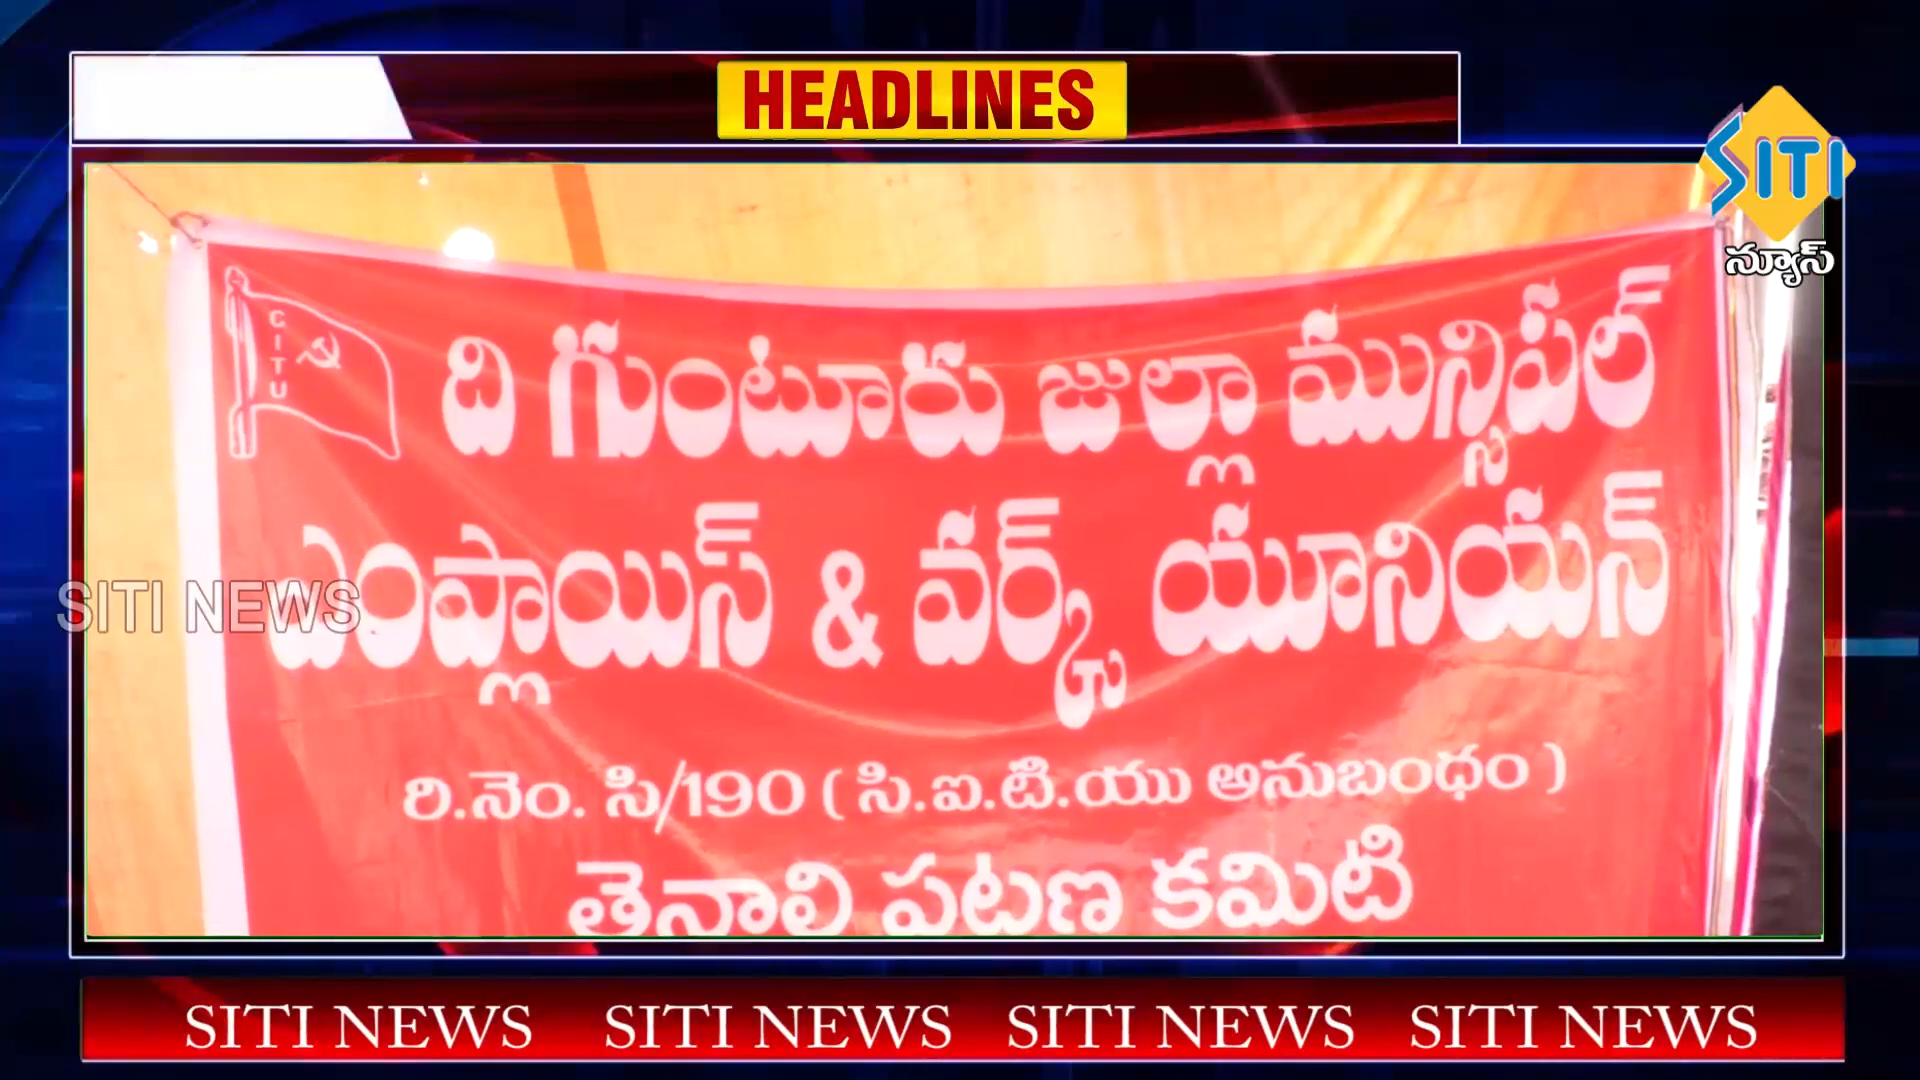 HEADLINES
SITI
న్యూస్
CITU
ది గుంటూరు జిల్లా మున్సిపల్
ఎంప్లాయిస్ & వర్కర్స్ యూనియన్
SITI NEWS
రి.నెం. సి/190 ( సి.ఐ.టి.యు అనుబంధం )
తెనాలి పట్టణ కమిటి
SITI NEWS SITI NEWS SITI NEWS SITI NEWS